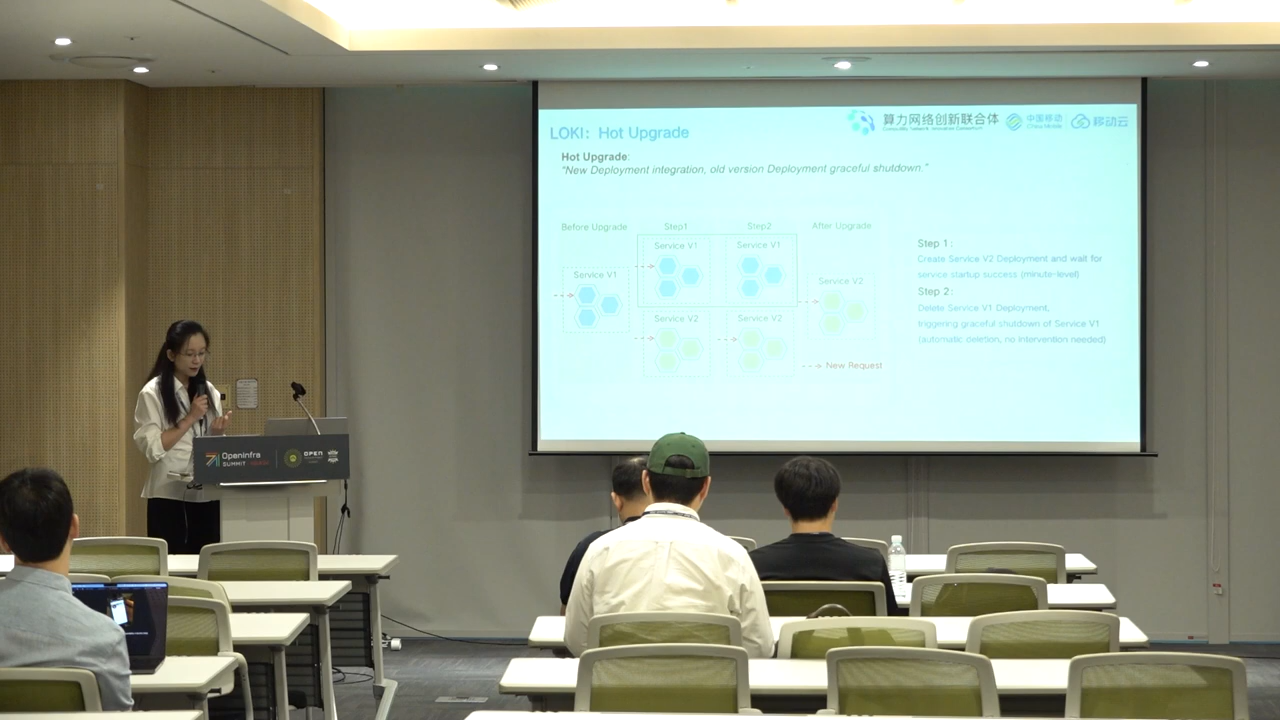 LOKI: Hot Upgrade
算力网络创新联合体
中国移动
China Mobile
移动云
Hot Upgrade:
"New Deployment integration, old version Deployment graceful shutdown."
Before Upgrade
Step1
Step2
After Upgrade
Service V1
Service V1
Service V1
Service V2
Service V2
Service V2
New Request
Step 1:
Create Service V2 Deployment and wait for
service startup success (minute-level)
Step 2:
Delete Service V1 Deployment,
triggering graceful shutdown of Service V1
(automatic deletion, no intervention needed)
OpenInfra
SUMMIT
OPEN